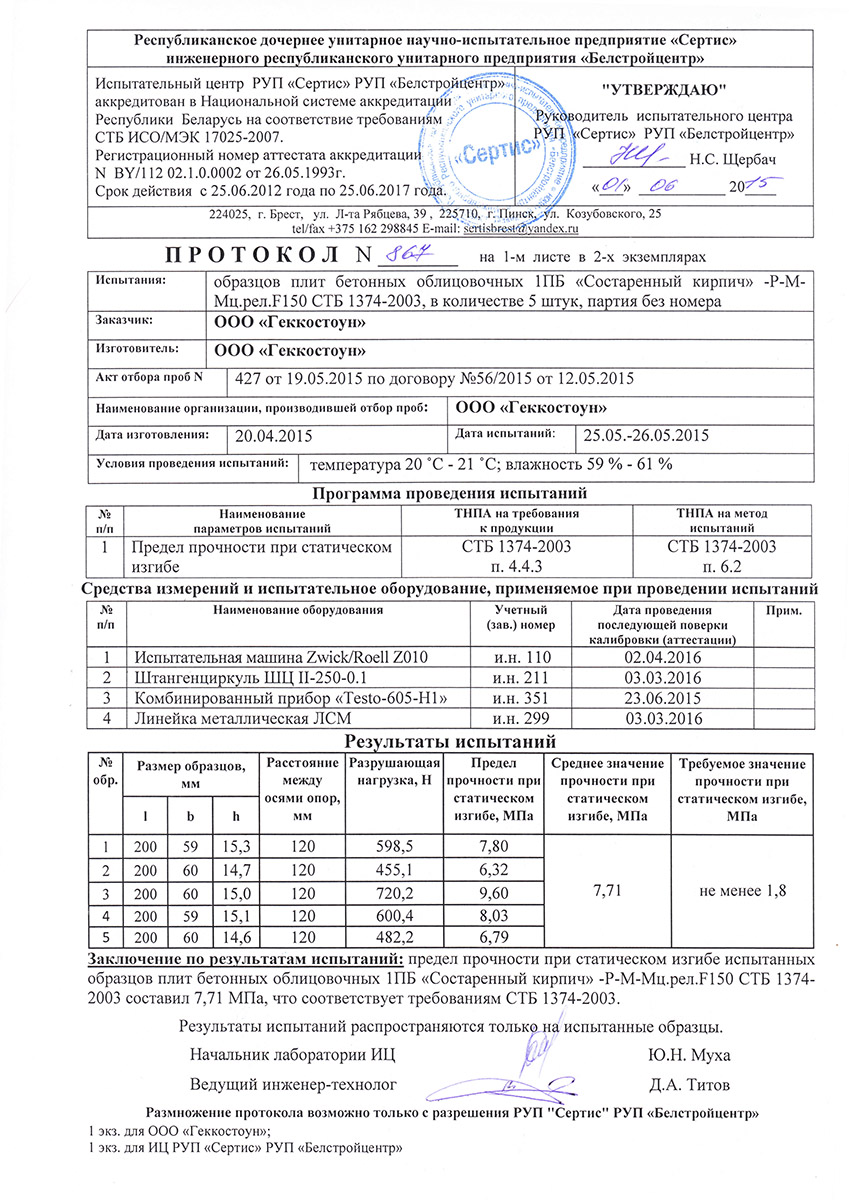 Республиканское дочернее унитарное научно-испытательное предприятие «Сертис»
инженерного республиканского унитарного предприятия «Белстройцентр»
Испытательный центр РУП «Сертис» РУП «Белстройцентр»
аккредитован в Национальной системе аккредитаций
Республики Беларусь на соответствие требованиям
СТБ ИСО/МЭК 17025-2007.
Регистрационный номер аттестата аккредитации
N BY/112 02.1.0.0002 от 26.05.1993г.
Срок действия с 25.06.2012 года по 25.06.2017 года.
"УТВЕРЖДАЮ"
Руководитель испытательного центра
РУП «Сертис» РУП «Белстройцентр»
Н.С. Щербач
«01» 06 2015
«Сертис»
224025, г. Брест, ул. Л-та Рябцева, 39 , 225710, г. Пинск, ул. Козубовского, 25
tel/fax +375 162 298845 E-mail: sertisbrest@yandex.ru
ПРОТОКОЛ N 867 на 1-м листе в 2-х экземплярах
Испытания: образцов плит бетонных облицовочных 1ПБ «Состаренный кирпич» -Р-М-
Мц.рел.F150 СТБ 1374-2003, в количестве 5 штук, партия без номера
Заказчик: ООО «Геккостоун»
Изготовитель: ООО «Геккостоун»
Акт отбора проб N 427 от 19.05.2015 по договору №56/2015 от 12.05.2015
Наименование организации, производившей отбор проб: ООО «Геккостоун»
Дата изготовления: 20.04.2015 Дата испытаний: 25.05.-26.05.2015
Условия проведения испытаний: температура 20 ˚С - 21 ˚С; влажность 59 % - 61 %
Программа проведения испытаний
№ п/п Наименование параметров испытаний ТНПА на требования к продукции ТНПА на метод испытаний
1 Предел прочности при статическом изгибе СТБ 1374-2003 п. 4.4.3 СТБ 1374-2003 п. 6.2
Средства измерений и испытательное оборудование, применяемое при проведении испытаний
№ п/п Наименование оборудования Учетный (зав.) номер Дата проведения последующей поверки калибровки (аттестации) Прим.
1 Испытательная машина Zwick/Roell Z010 и.н. 110 02.04.2016
2 Штангенциркуль ШЦ II-250-0.1 и.н. 211 03.03.2016
3 Комбинированный прибор «Testo-605-H1» и.н. 351 23.06.2015
4 Линейка металлическая ЛСМ и.н. 299 03.03.2016
Результаты испытаний
№ обр. Размер образцов, мм Расстояние между осями опор, мм Разрушающая нагрузка, Н Предел прочности при статическом изгибе, МПа Среднее значение прочности при статическом изгибе, МПа Требуемое значение прочности при статическом изгибе, МПа
l b h
1 200 59 15,3 120 598,5 7,80
2 200 60 14,7 120 455,1 6,32
3 200 60 15,0 120 720,2 9,60 7,71 не менее 1,8
4 200 59 15,1 120 600,4 8,03
5 200 60 14,6 120 482,2 6,79
Заключение по результатам испытаний: предел прочности при статическом изгибе испытанных
образцов плит бетонных облицовочных 1ПБ «Состаренный кирпич» -Р-М-Мц.рел.F150 СТБ 1374-
2003 составил 7,71 МПа, что соответствует требованиям СТБ 1374-2003.
Результаты испытаний распространяются только на испытанные образцы.
Начальник лаборатории ИЦ Ю.Н. Муха
Ведущий инженер-технолог Д.А. Титов
Размножение протокола возможно только с разрешения РУП "Сертис" РУП «Белстройцентр»
1 экз. для ООО «Геккостоун»;
1 экз. для ИЦ РУП «Сертис» РУП «Белстройцентр»